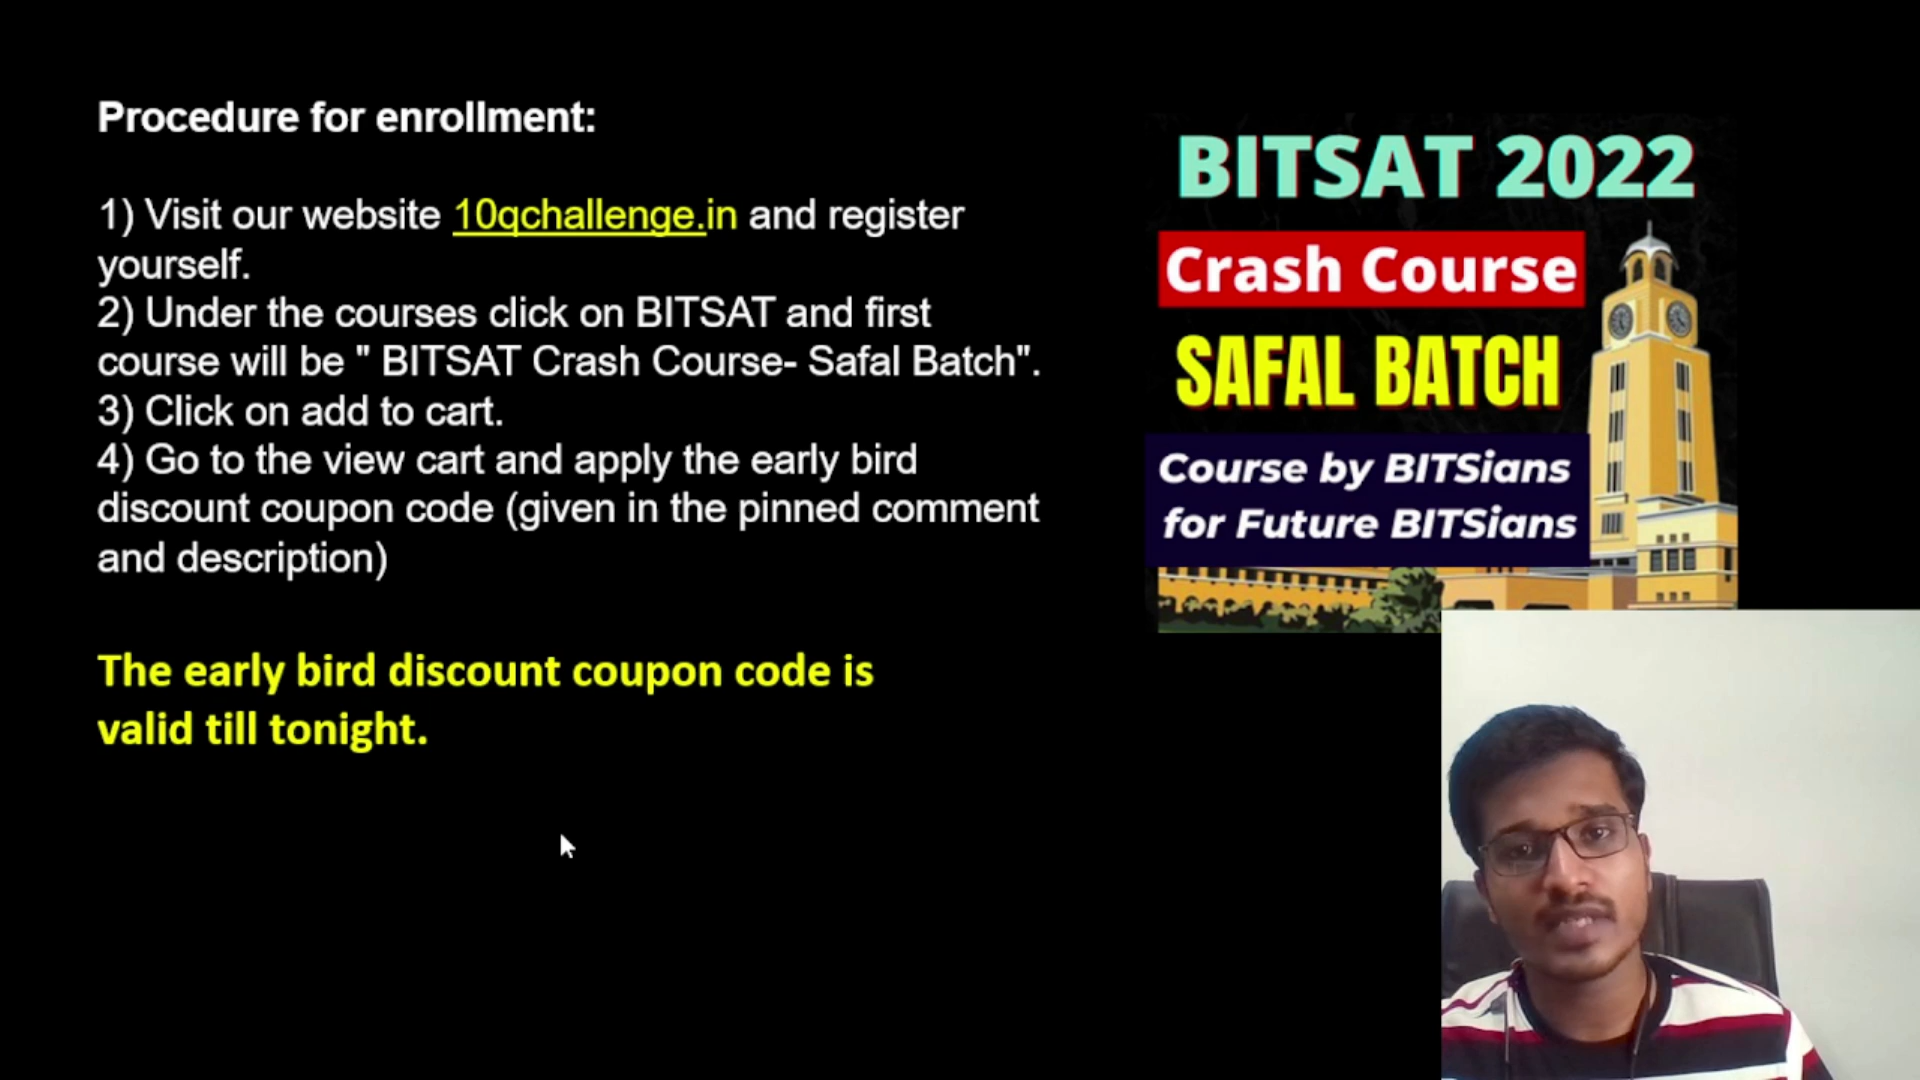 Procedure for enrollment:
1) Visit our website 10qchallenge.in and register
yourself.
2) Under the courses click on BITSAT and first
course will be " BITSAT Crash Course- Safal Batch".
3) Click on add to cart.
4) Go to the view cart and apply the early bird
discount coupon code (given in the pinned comment
and description)
The early bird discount coupon code is
valid till tonight.
BITSAT 2022
Crash Course
SAFAL BATCH
Course by BITSians
for Future BITSians